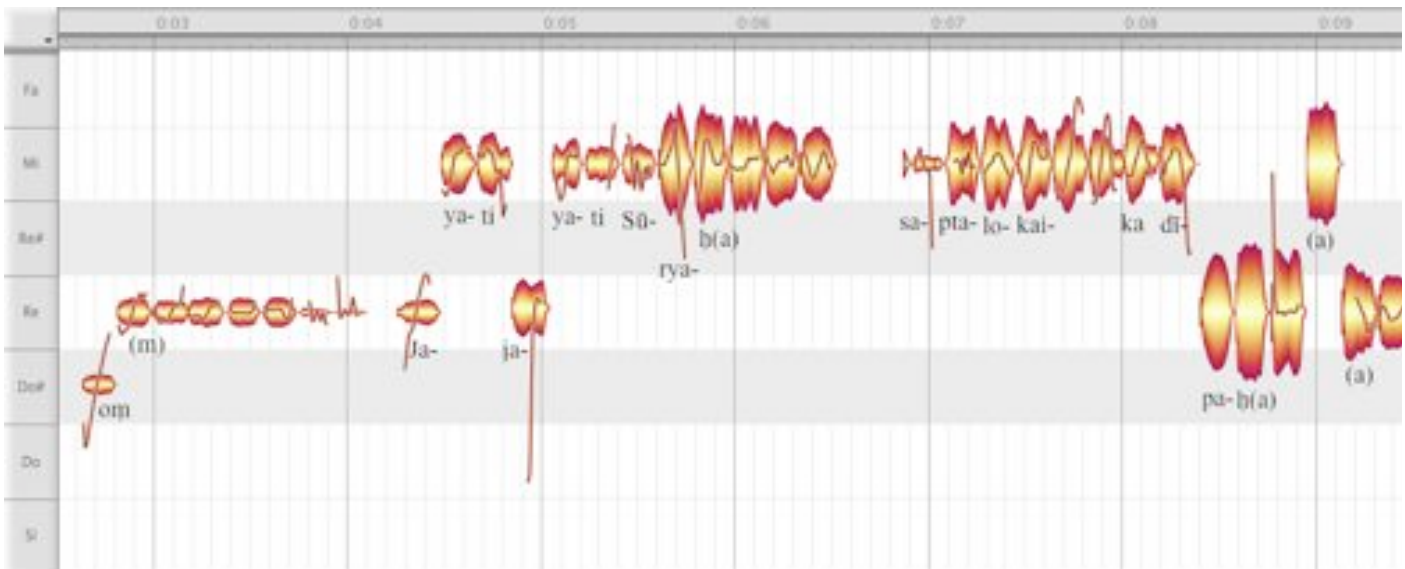 0:03 0:04 0:05 0:06 0:07 0:08 0:09
Fa
Mi
ya- ti ya- ti Sū- sa- pta- lo- kai- ka dī-
Re#
ḥ(a) (a)
rya-
Re
(m) Ja- ja-
(a)
Do#
oṃ pa- ḥ(a)
Do
Si